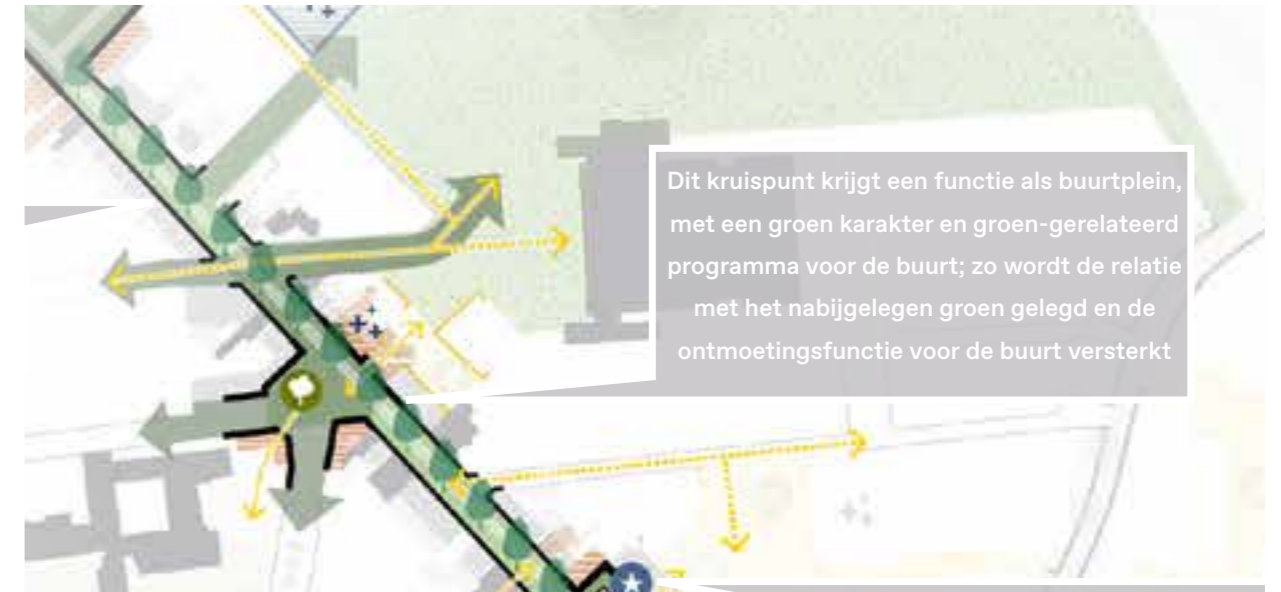 Dit kruispunt krijgt een functie als buurtplein,
met een groen karakter en groen-gerelateerd
programma voor de buurt; zo wordt de relatie
met het nabijgelegen groen gelegd en de
ontmoetingsfunctie voor de buurt versterkt